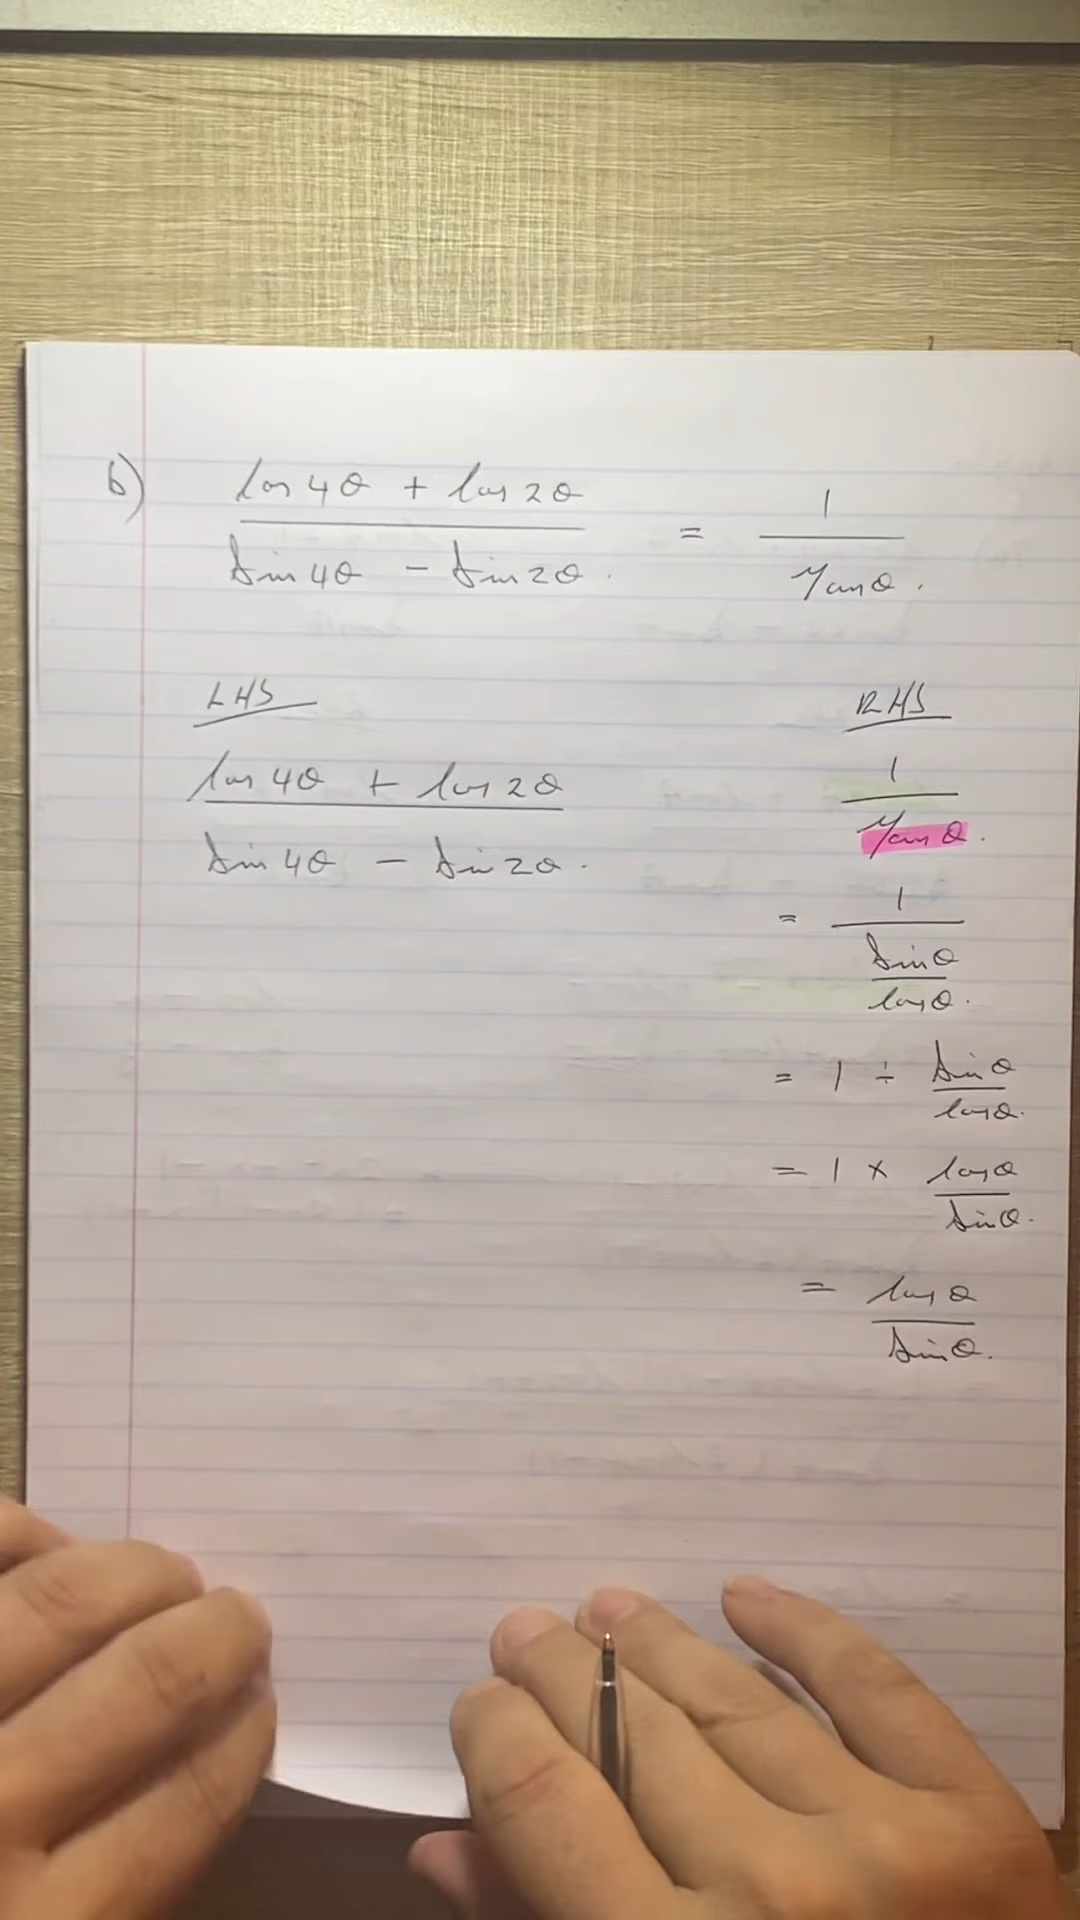 b) cos 4θ + cos 2θ / sin 4θ - sin 2θ. = 1 / Tan θ.
LHS
cos 4θ + cos 2θ
sin 4θ - sin 2θ.
RHS
1
Tan θ.
= 1
sin θ
cos θ.
= 1 ÷ sin θ / cos θ.
= 1 × cos θ / sin θ.
= cos θ / sin θ.